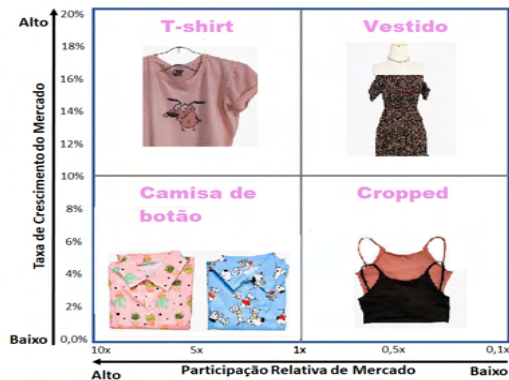 Alto
20%
T-shirt
Vestido
18%
16%
14%
12%
10%
Taxa de Crescimento do Mercado
Camisa de
botão
Cropped
8%
6%
4%
2%
Baixo
0,0%
10x
5x
1x
0,5x
0,1x
Alto
Participação Relativa de Mercado
Baixo